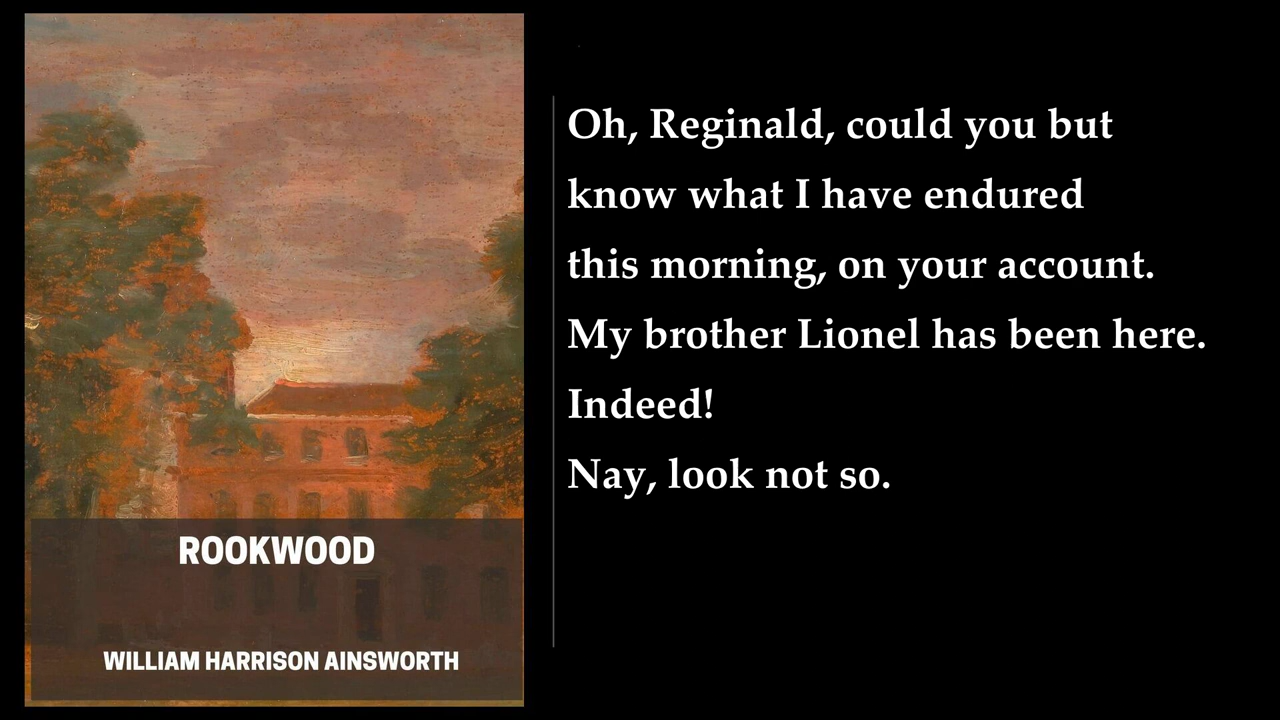 ROOKWOOD
WILLIAM HARRISON AINSWORTH
Oh, Reginald, could you but
know what I have endured
this morning, on your account.
My brother Lionel has been here.
Indeed!
Nay, look not so.